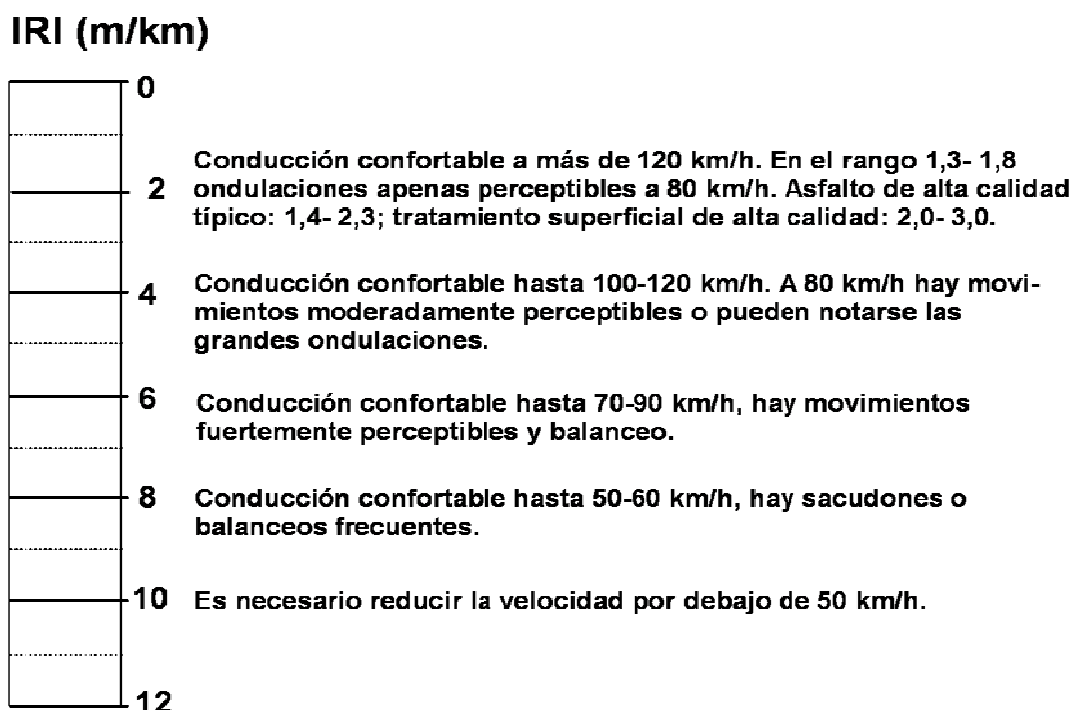 IRI (m/km)
0
Conducción confortable a más de 120 km/h. En el rango 1,3- 1,8
2 ondulaciones apenas perceptibles a 80 km/h. Asfalto de alta calidad
típico: 1,4- 2,3; tratamiento superficial de alta calidad: 2,0- 3,0.
4 Conducción confortable hasta 100-120 km/h. A 80 km/h hay movi-
mientos moderadamente perceptibles o pueden notarse las
grandes ondulaciones.
6 Conducción confortable hasta 70-90 km/h, hay movimientos
fuertemente perceptibles y balanceo.
8 Conducción confortable hasta 50-60 km/h, hay sacudones o
balanceos frecuentes.
10 Es necesario reducir la velocidad por debajo de 50 km/h.
12